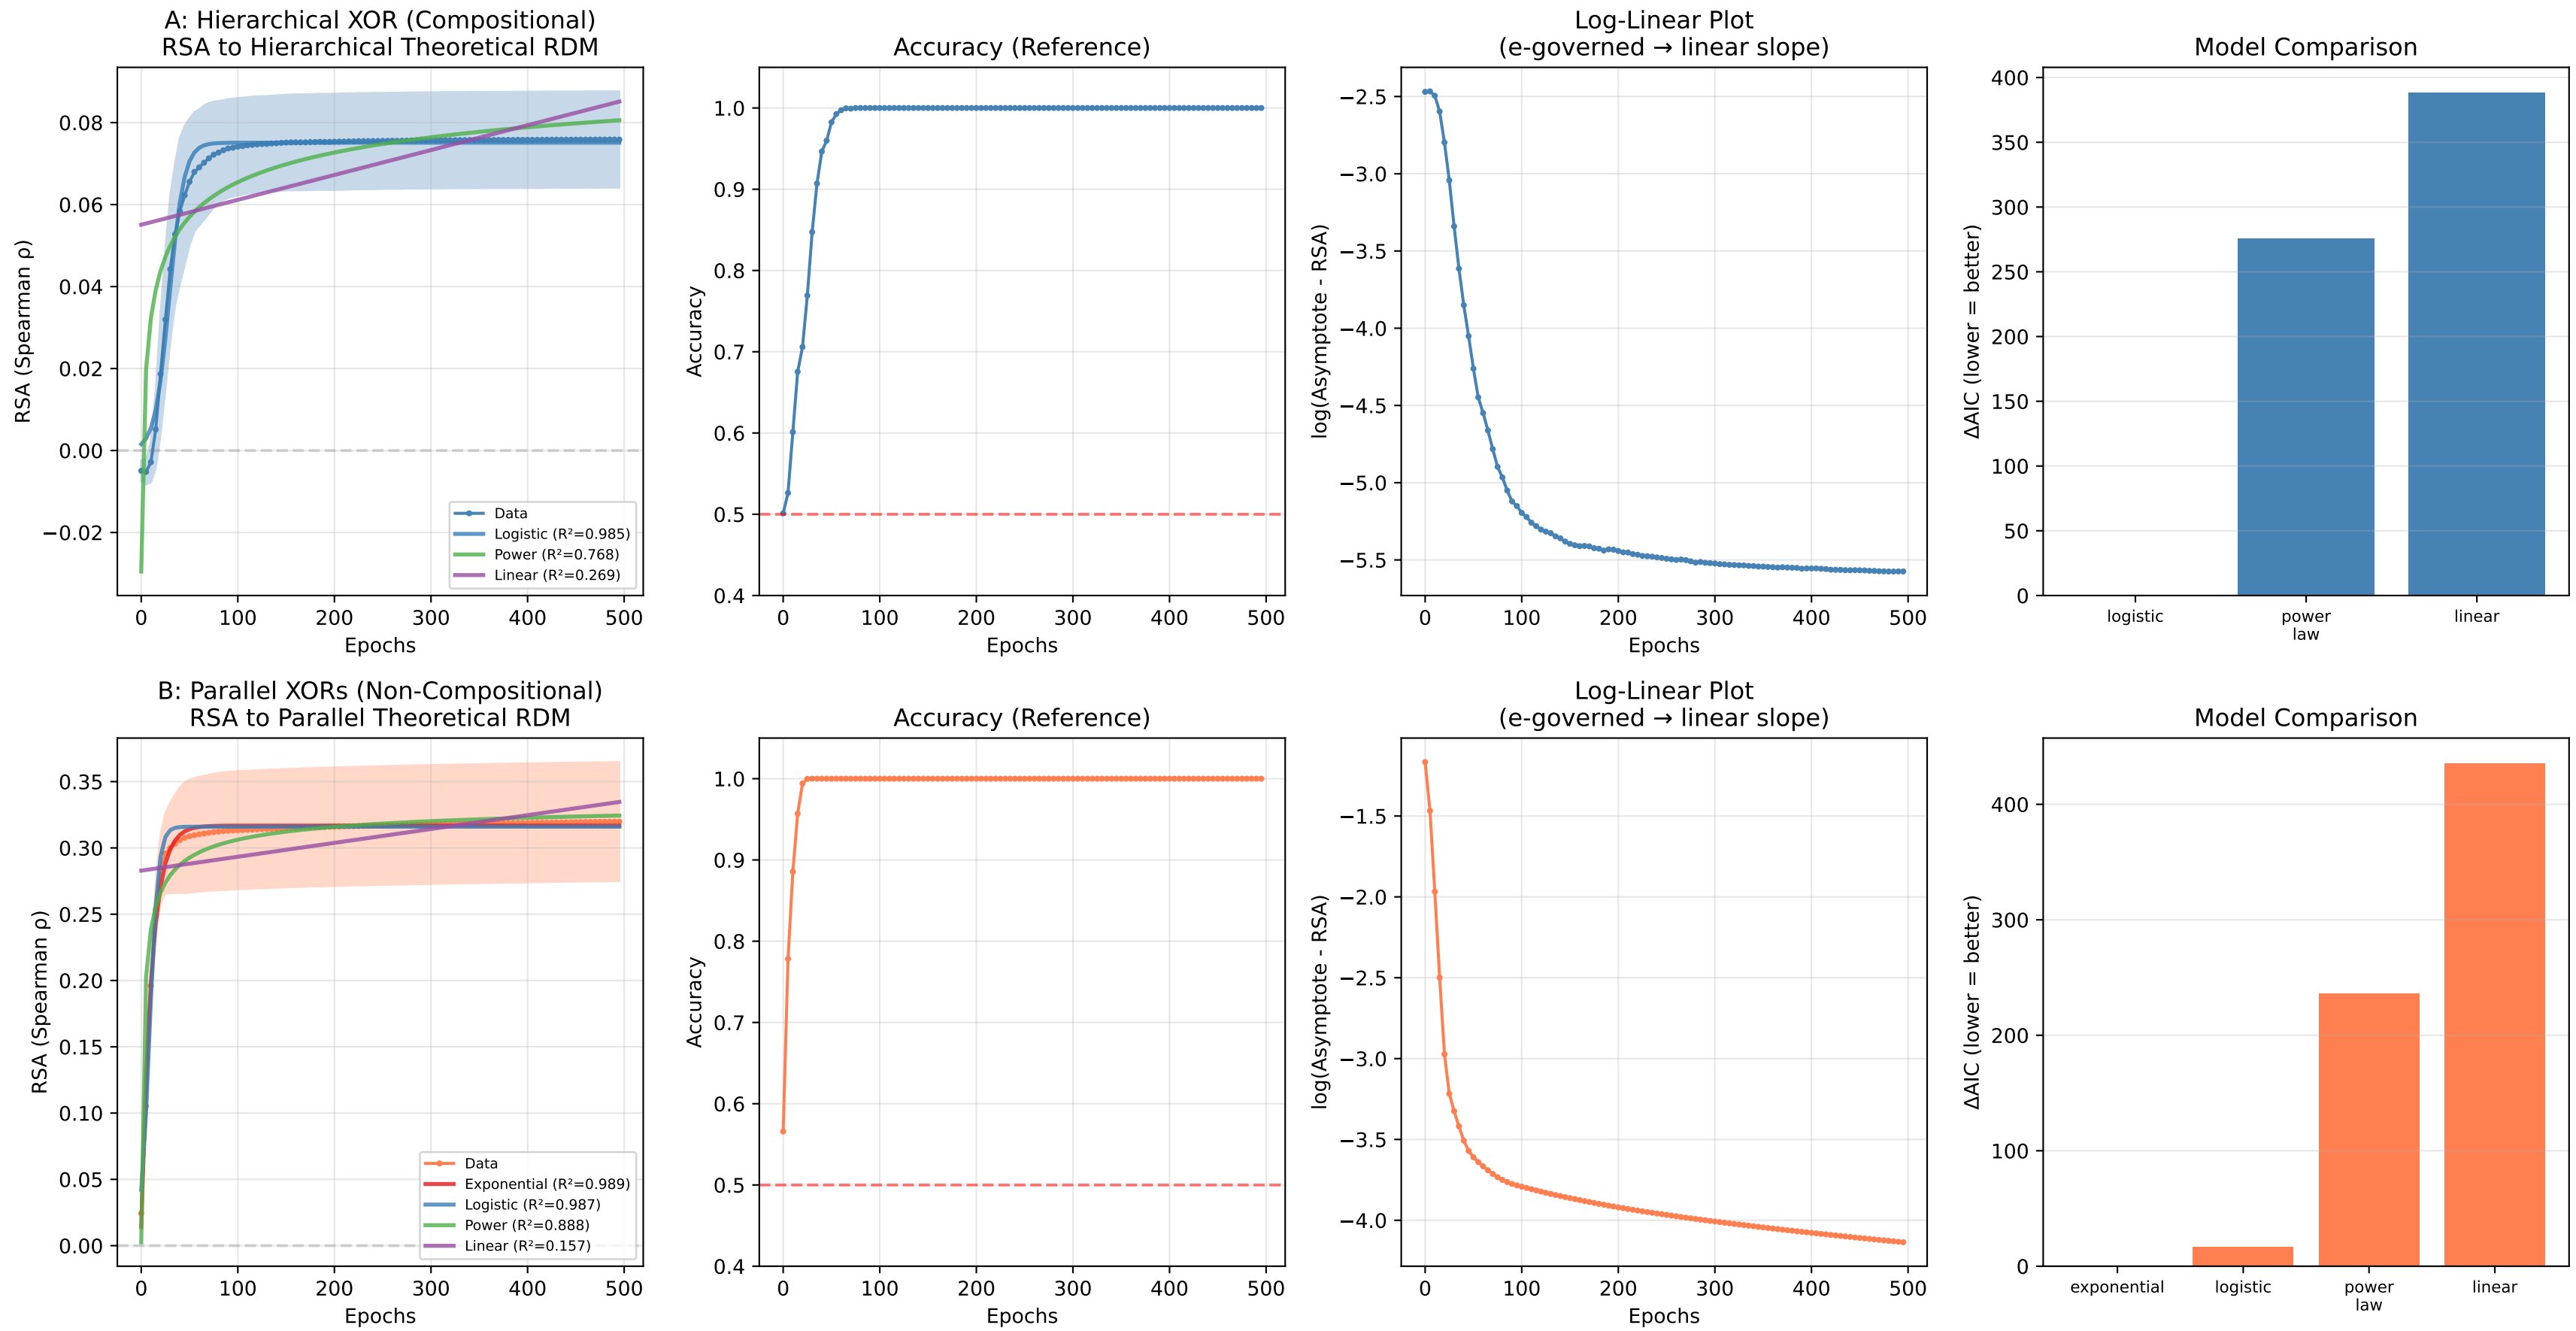 A: Hierarchical XOR (Compositional)
RSA to Hierarchical Theoretical RDM
RSA (Spearman ρ)
0.08
0.06
0.04
0.02
0.00
−0.02
0 100 200 300 400 500
Epochs
Data
Logistic (R²=0.985)
Power (R²=0.768)
Linear (R²=0.269)
Accuracy (Reference)
Accuracy
1.0
0.9
0.8
0.7
0.6
0.5
0.4
0 100 200 300 400 500
Epochs
Log-Linear Plot
(e-governed → linear slope)
log(Asymptote - RSA)
−2.5
−3.0
−3.5
−4.0
−4.5
−5.0
−5.5
0 100 200 300 400 500
Epochs
Model Comparison
ΔAIC (lower = better)
400
350
300
250
200
150
100
50
0
logistic power linear
law
B: Parallel XORs (Non-Compositional)
RSA to Parallel Theoretical RDM
RSA (Spearman ρ)
0.35
0.30
0.25
0.20
0.15
0.10
0.05
0.00
0 100 200 300 400 500
Epochs
Data
Exponential (R²=0.989)
Logistic (R²=0.987)
Power (R²=0.888)
Linear (R²=0.157)
Accuracy (Reference)
Accuracy
1.0
0.9
0.8
0.7
0.6
0.5
0.4
0 100 200 300 400 500
Epochs
Log-Linear Plot
(e-governed → linear slope)
log(Asymptote - RSA)
−1.5
−2.0
−2.5
−3.0
−3.5
−4.0
0 100 200 300 400 500
Epochs
Model Comparison
ΔAIC (lower = better)
400
300
200
100
0
exponential logistic power linear
law